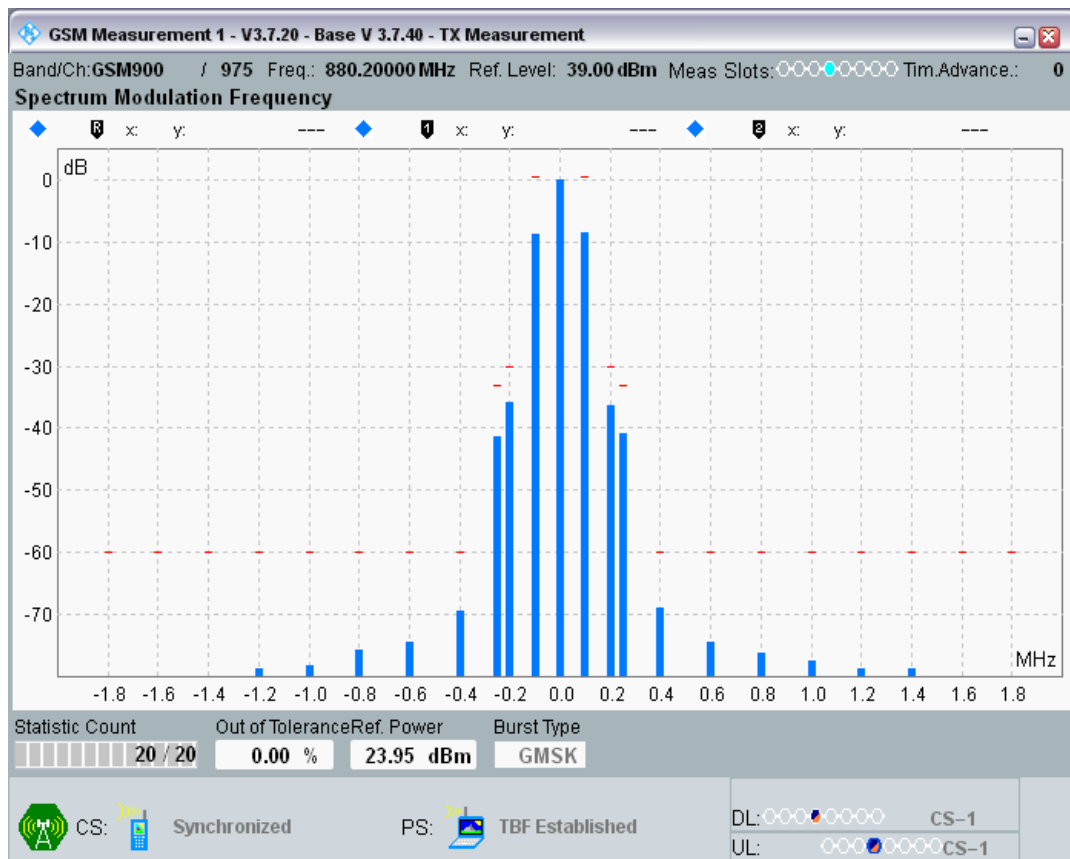 GSM Measurement 1 - V3.7.20 - Base V 3.7.40 - TX Measurement
Band/Ch:GSM900 / 975 Freq.: 880.20000 MHz Ref. Level: 39.00 dBm Meas Slots: Tim.Advance.: 0
Spectrum Modulation Frequency
R x: y: --- 1 x: y: --- 2 x: y: ---
dB
0
-10
-20
-30
-40
-50
-60
-70
MHz
-1.8 -1.6 -1.4 -1.2 -1.0 -0.8 -0.6 -0.4 -0.2 0.0 0.2 0.4 0.6 0.8 1.0 1.2 1.4 1.6 1.8
Statistic Count Out of Tolerance Ref. Power Burst Type
20 / 20 0.00 % 23.95 dBm GMSK
CS: Synchronized PS: TBF Established
DL: CS-1
UL: CS-1